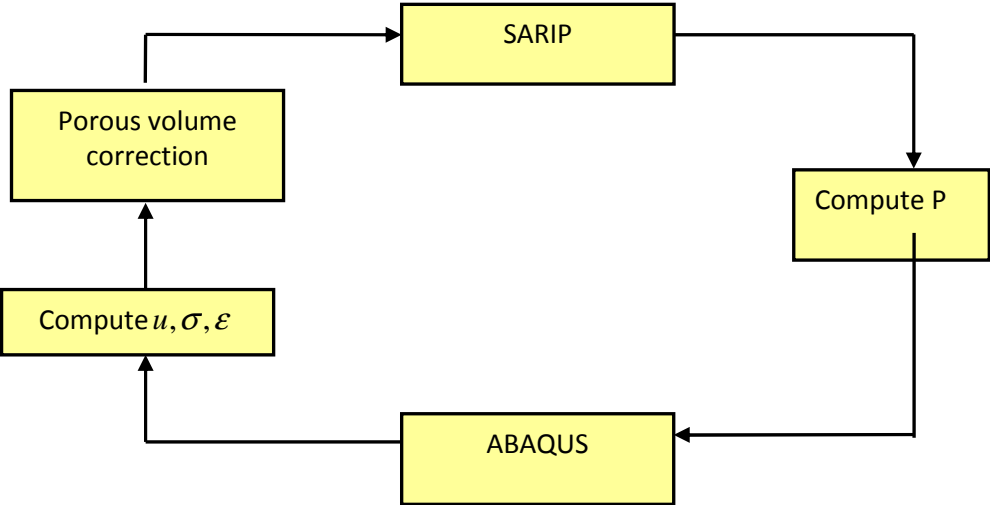 SARIP
Porous volume
correction
Compute P
Compute u, σ, ε
ABAQUS